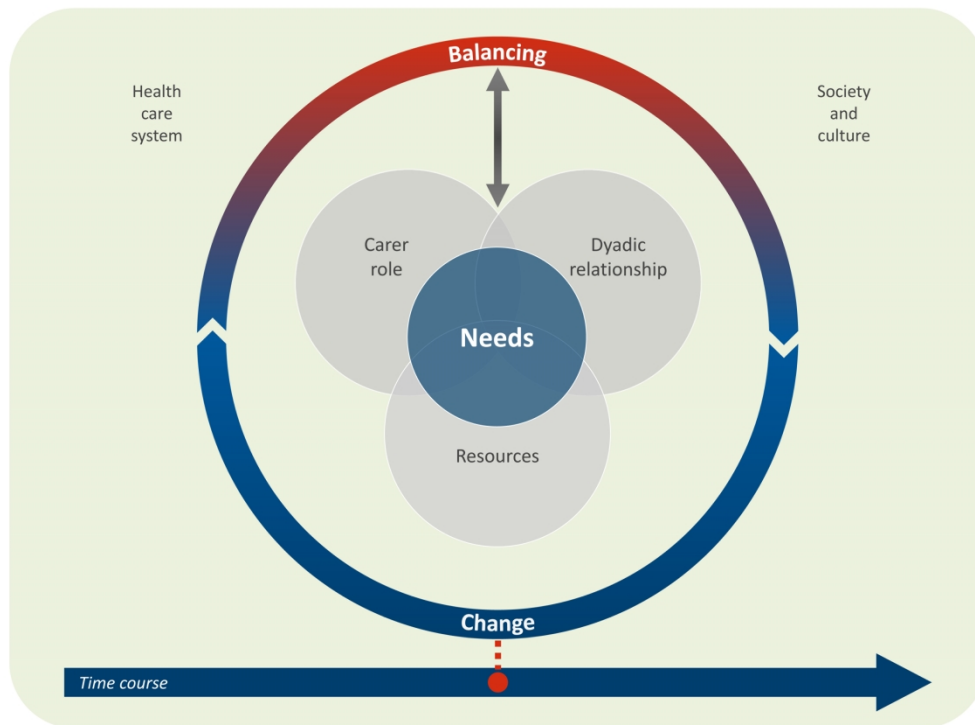 Balancing
Health
care
system
Society
and
culture
Carer
role
Dyadic
relationship
Needs
Resources
Change
Time course